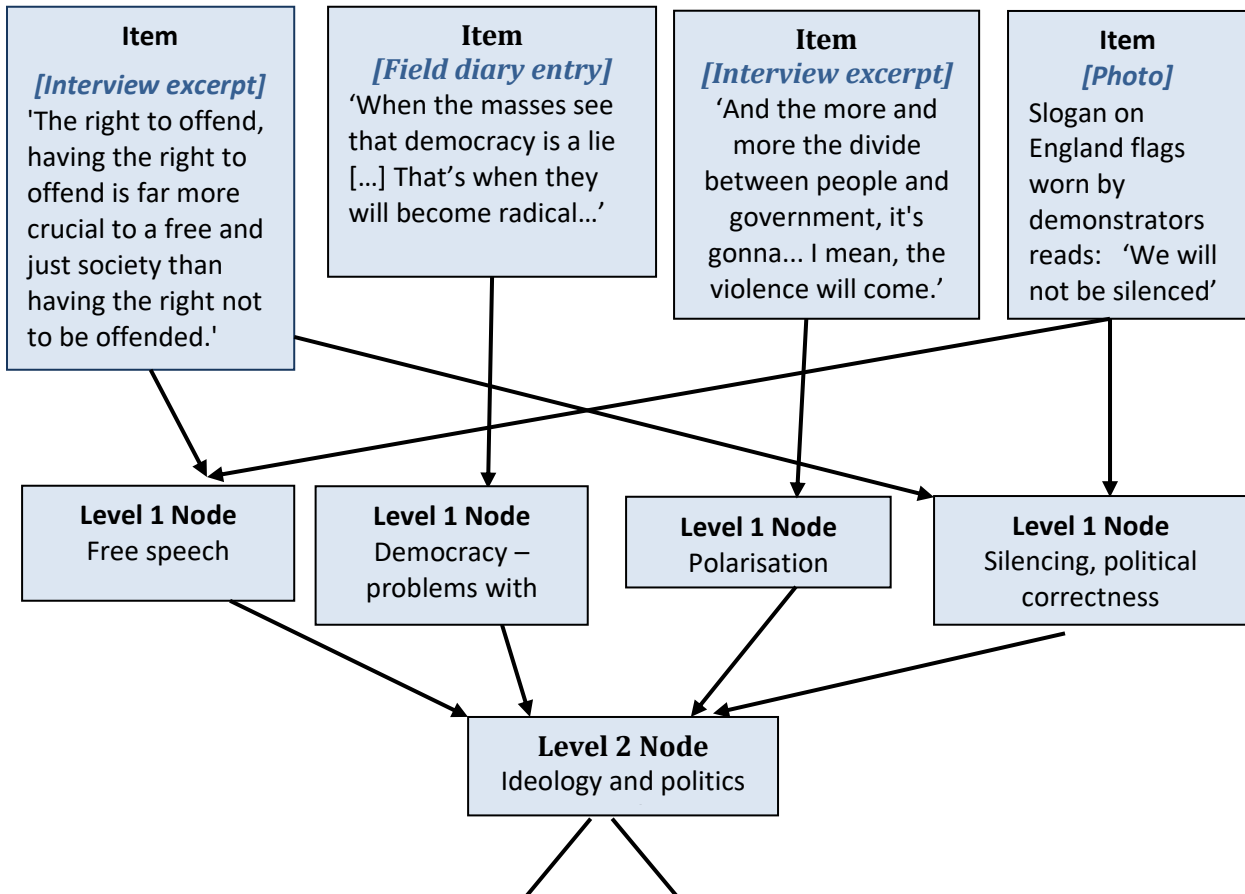 Item
[Interview excerpt]
'The right to offend,
having the right to
offend is far more
crucial to a free and
just society than
having the right not
to be offended.'
Item
[Field diary entry]
‘When the masses see
that democracy is a lie
[…] That’s when they
will become radical…’
Item
[Interview excerpt]
‘And the more and
more the divide
between people and
government, it's
gonna... I mean, the
violence will come.’
Item
[Photo]
Slogan on
England flags
worn by
demonstrators
reads: ‘We will
not be silenced’
Level 1 Node
Free speech
Level 1 Node
Democracy –
problems with
Level 1 Node
Polarisation
Level 1 Node
Silencing, political
correctness
Level 2 Node
Ideology and politics